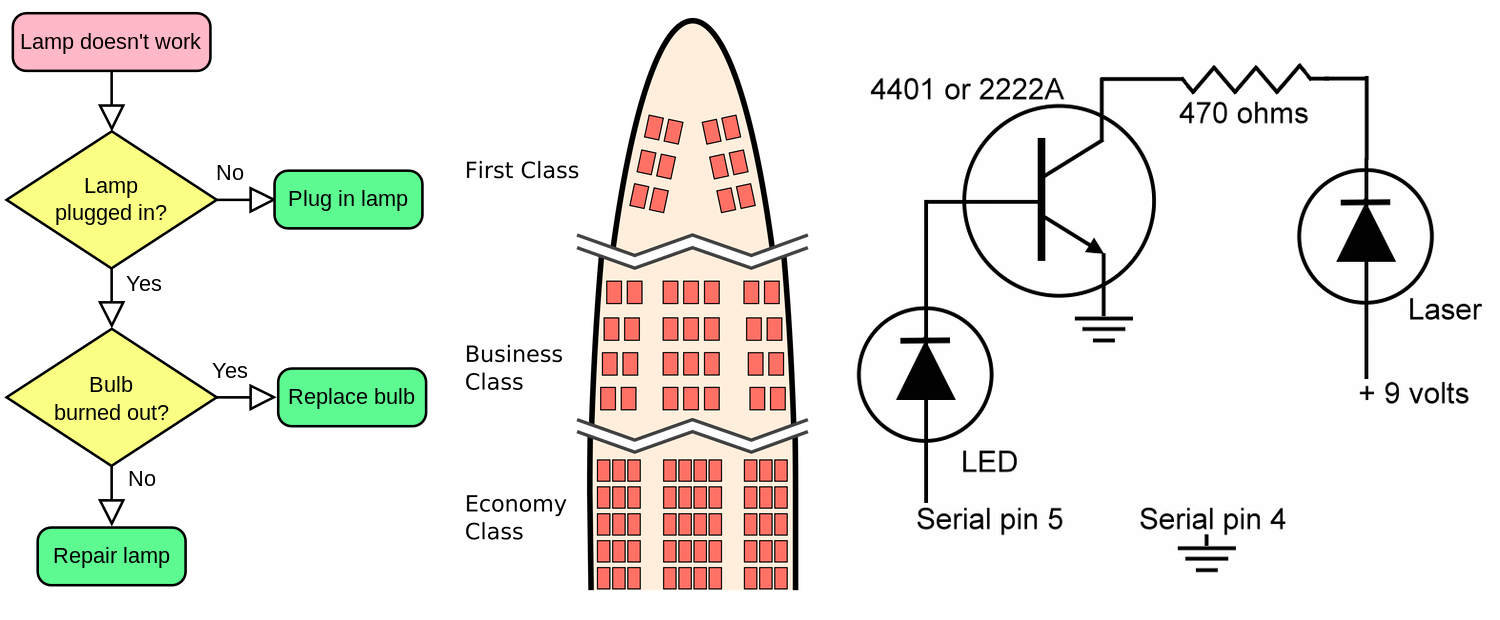 Lamp doesn't work
Lamp
plugged in?
No
Plug in lamp
Yes
Bulb
burned out?
Yes
Replace bulb
No
Repair lamp
First Class
Business
Class
Economy
Class
4401 or 2222A
470 ohms
Laser
+ 9 volts
LED
Serial pin 5
Serial pin 4